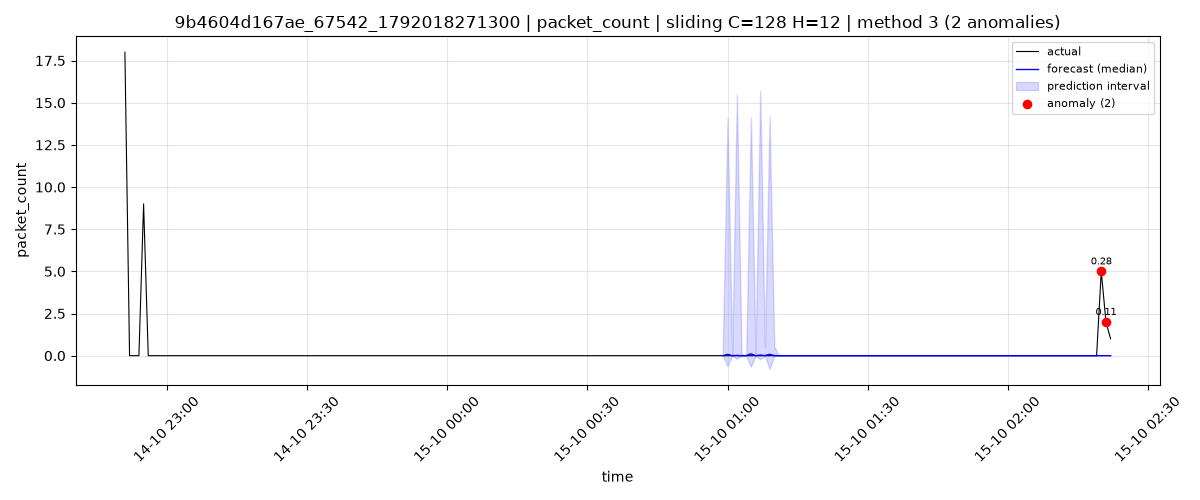 9b4604d167ae_67542_1792018271300 | packet_count | sliding C=128 H=12 | method 3 (2 anomalies)
packet_count
17.5
15.0
12.5
10.0
7.5
5.0
2.5
0.0
actual
forecast (median)
prediction interval
anomaly (2)
0.28
0.11
14-10 23:00
14-10 23:30
15-10 00:00
15-10 00:30
15-10 01:00
15-10 01:30
15-10 02:00
15-10 02:30
time